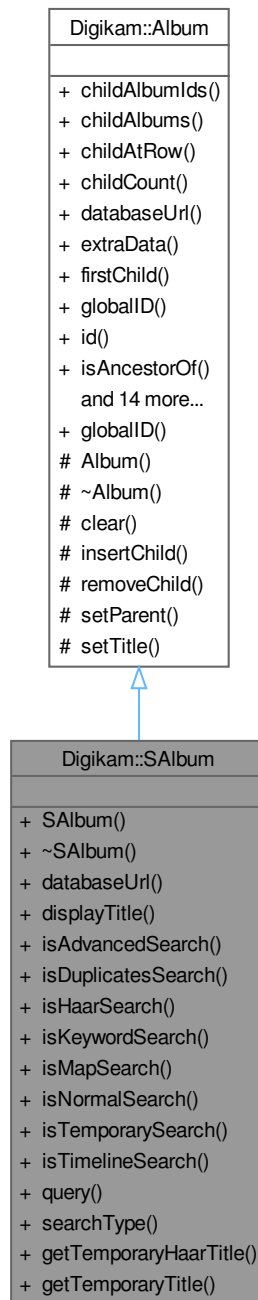 Digikam::Album
+ childAlbumIds()
+ childAlbums()
+ childAtRow()
+ childCount()
+ databaseUrl()
+ extraData()
+ firstChild()
+ globalID()
+ id()
+ isAncestorOf()
and 14 more...
+ globalID()
# Album()
# ~Album()
# clear()
# insertChild()
# removeChild()
# setParent()
# setTitle()
Digikam::SAlbum
+ SAlbum()
+ ~SAlbum()
+ databaseUrl()
+ displayTitle()
+ isAdvancedSearch()
+ isDuplicatesSearch()
+ isHaarSearch()
+ isKeywordSearch()
+ isMapSearch()
+ isNormalSearch()
+ isTemporarySearch()
+ isTimelineSearch()
+ query()
+ searchType()
+ getTemporaryHaarTitle()
+ getTemporaryTitle()